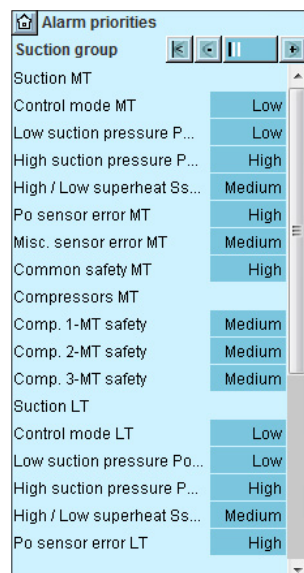 Alarm priorities
Suction group
Suction MT
Control mode MT Low
Low suction pressure P... Low
High suction pressure P... High
High / Low superheat Ss... Medium
Po sensor error MT High
Misc. sensor error MT Medium
Common safety MT High
Compressors MT
Comp. 1-MT safety Medium
Comp. 2-MT safety Medium
Comp. 3-MT safety Medium
Suction LT
Control mode LT Low
Low suction pressure Po... Low
High suction pressure P... High
High / Low superheat Ss... Medium
Po sensor error LT High